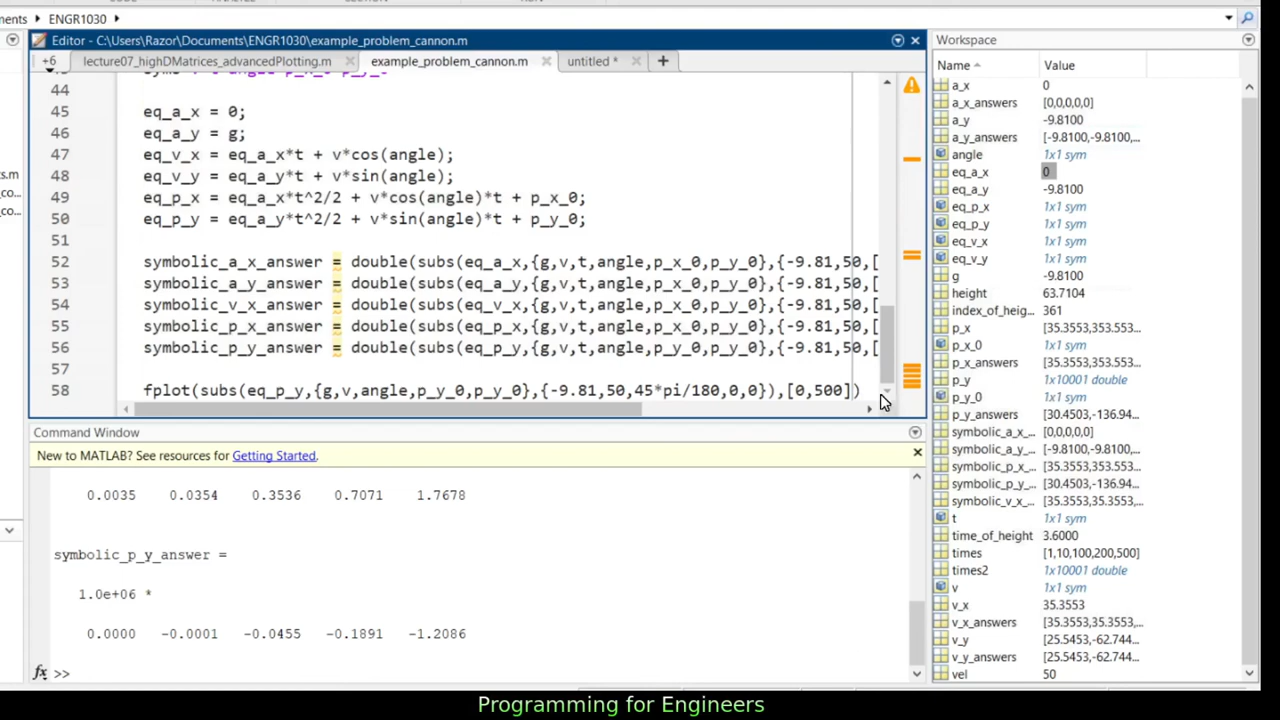 ments ▸ ENGR1030 ▸
Editor - C:\Users\Razor\Documents\ENGR1030\example_problem_cannon.m
+6 lecture07_highDMatrices_advancedPlotting.m example_problem_cannon.m untitled *
44
45 eq_a_x = 0;
46 eq_a_y = g;
47 eq_v_x = eq_a_x*t + v*cos(angle);
48 eq_v_y = eq_a_y*t + v*sin(angle);
49 eq_p_x = eq_a_x*t^2/2 + v*cos(angle)*t + p_x_0;
50 eq_p_y = eq_a_y*t^2/2 + v*sin(angle)*t + p_y_0;
51
52 symbolic_a_x_answer = double(subs(eq_a_x,{g,v,t,angle,p_x_0,p_y_0},{-9.81,50,[
53 symbolic_a_y_answer = double(subs(eq_a_y,{g,v,t,angle,p_x_0,p_y_0},{-9.81,50,[
54 symbolic_v_x_answer = double(subs(eq_v_x,{g,v,t,angle,p_x_0,p_y_0},{-9.81,50,[
55 symbolic_p_x_answer = double(subs(eq_p_x,{g,v,t,angle,p_x_0,p_y_0},{-9.81,50,[
56 symbolic_p_y_answer = double(subs(eq_p_y,{g,v,t,angle,p_x_0,p_y_0},{-9.81,50,[
57
58 fplot(subs(eq_p_y,{g,v,angle,p_y_0,p_y_0},{-9.81,50,45*pi/180,0,0}),[0,500])
Command Window
New to MATLAB? See resources for Getting Started.
0.0035 0.0354 0.3536 0.7071 1.7678
symbolic_p_y_answer =
1.0e+06 *
0.0000 -0.0001 -0.0455 -0.1891 -1.2086
fx >>
s.m
_co...
_co...
Workspace
Name Value
a_x 0
a_x_answers [0,0,0,0,0]
a_y -9.8100
a_y_answers [-9.8100,-9.8100,...
angle 1x1 sym
eq_a_x 0
eq_a_y -9.8100
eq_p_x 1x1 sym
eq_p_y 1x1 sym
eq_v_x 1x1 sym
eq_v_y 1x1 sym
g -9.8100
height 63.7104
index_of_heig... 361
p_x [35.3553,353.553...
p_x_0 1x1 sym
p_x_answers [35.3553,353.553...
p_y 1x10001 double
p_y_0 1x1 sym
p_y_answers [30.4503,-136.94...
symbolic_a_x_... [0,0,0,0,0]
symbolic_a_y_... [-9.8100,-9.8100,...
symbolic_p_x_... [35.3553,353.553...
symbolic_p_y_... [30.4503,-136.94...
symbolic_v_x_... [35.3553,35.3553,...
t 1x1 sym
time_of_height 3.6000
times [1,10,100,200,500]
times2 1x10001 double
v 1x1 sym
v_x 35.3553
v_x_answers [35.3553,35.3553,...
v_y [25.5453,-62.744...
v_y_answers [25.5453,-62.744...
vel 50
Programming for Engineers